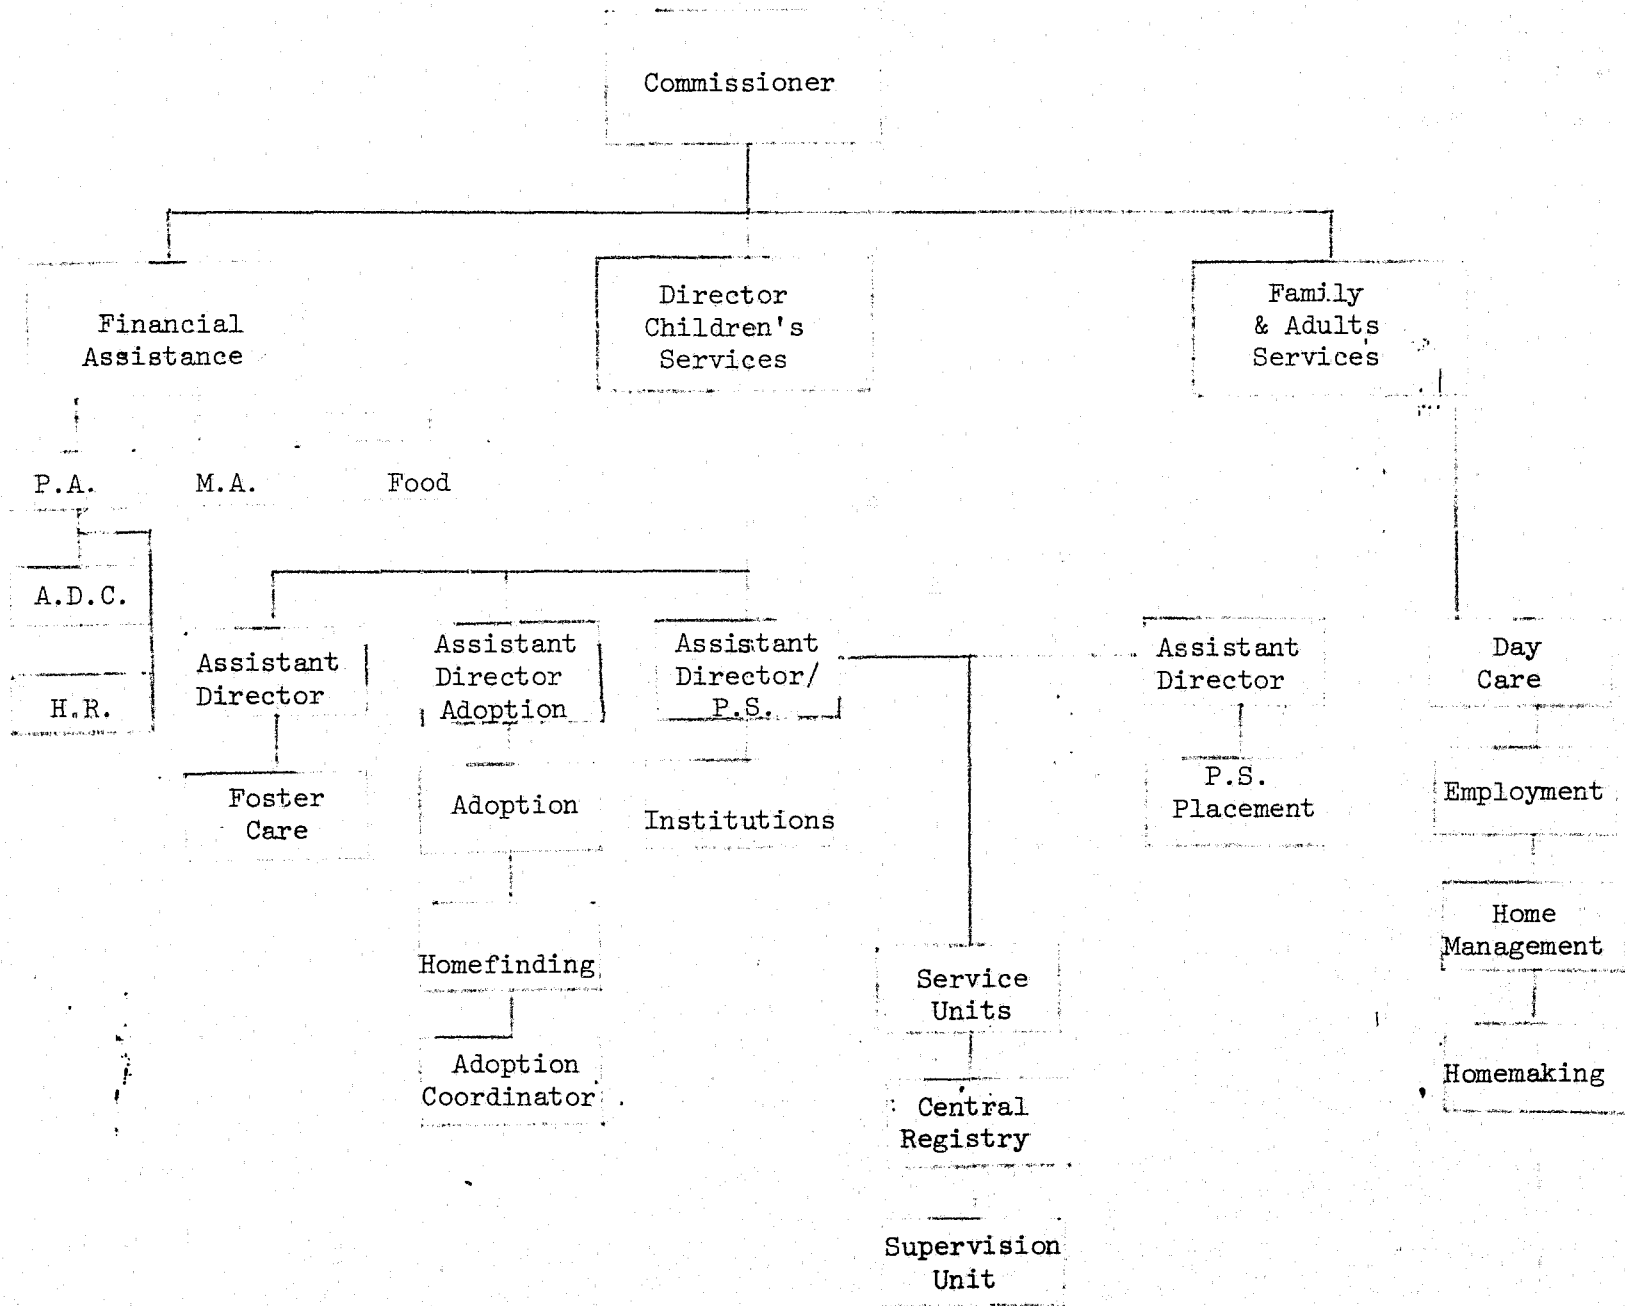 Commissioner
Financial
Assistance
Director
Children's
Services
Family
& Adults
Services
P.A.
M.A.
Food
A.D.C.
H.R.
Assistant
Director
Assistant
Director
Adoption
Assistant
Director/
P.S.
Assistant
Director
Day
Care
Foster
Care
Adoption
Institutions
P.S.
Placement
Employment
Home
Management
Homefinding
Service
Units
Adoption
Coordinator
Homemaking
Central
Registry
Supervision
Unit